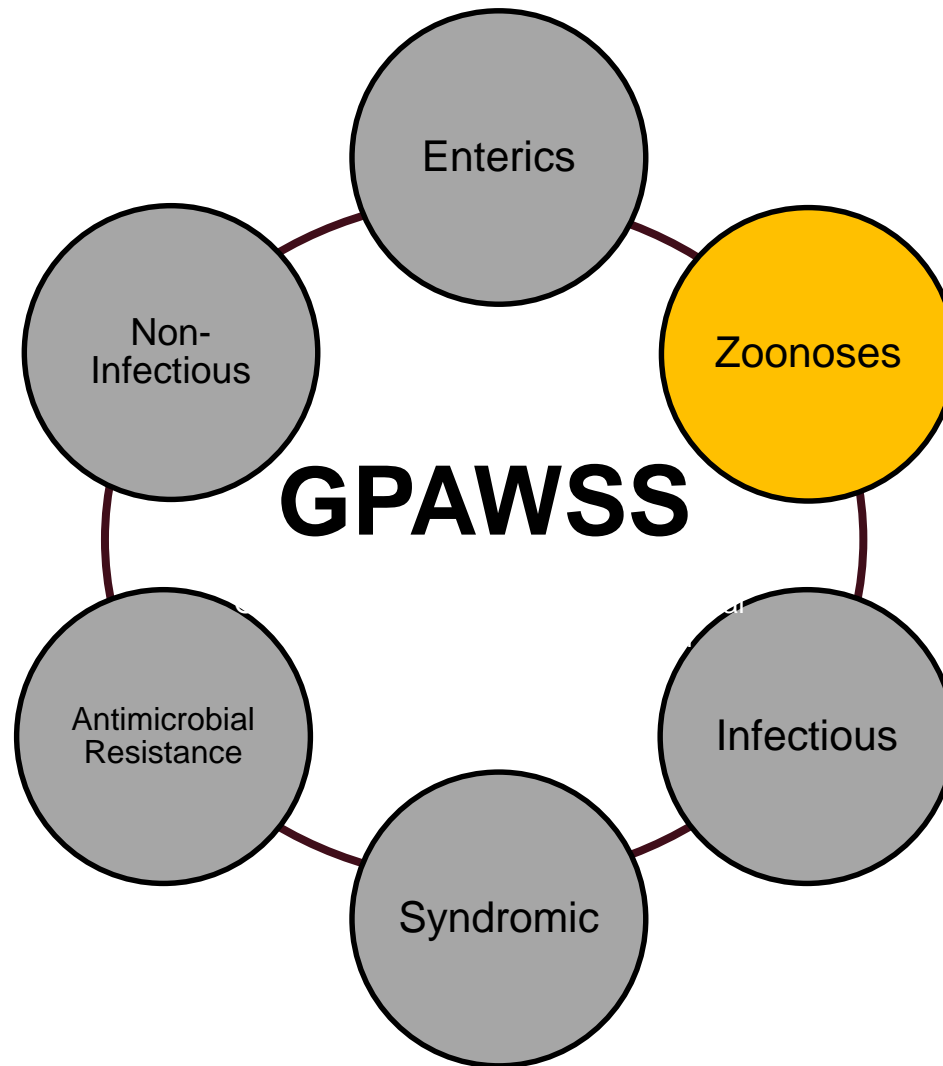 Enterics
Non-
Infectious
Zoonoses
GPAWSS
Antimicrobial
Resistance
Infectious
Syndromic